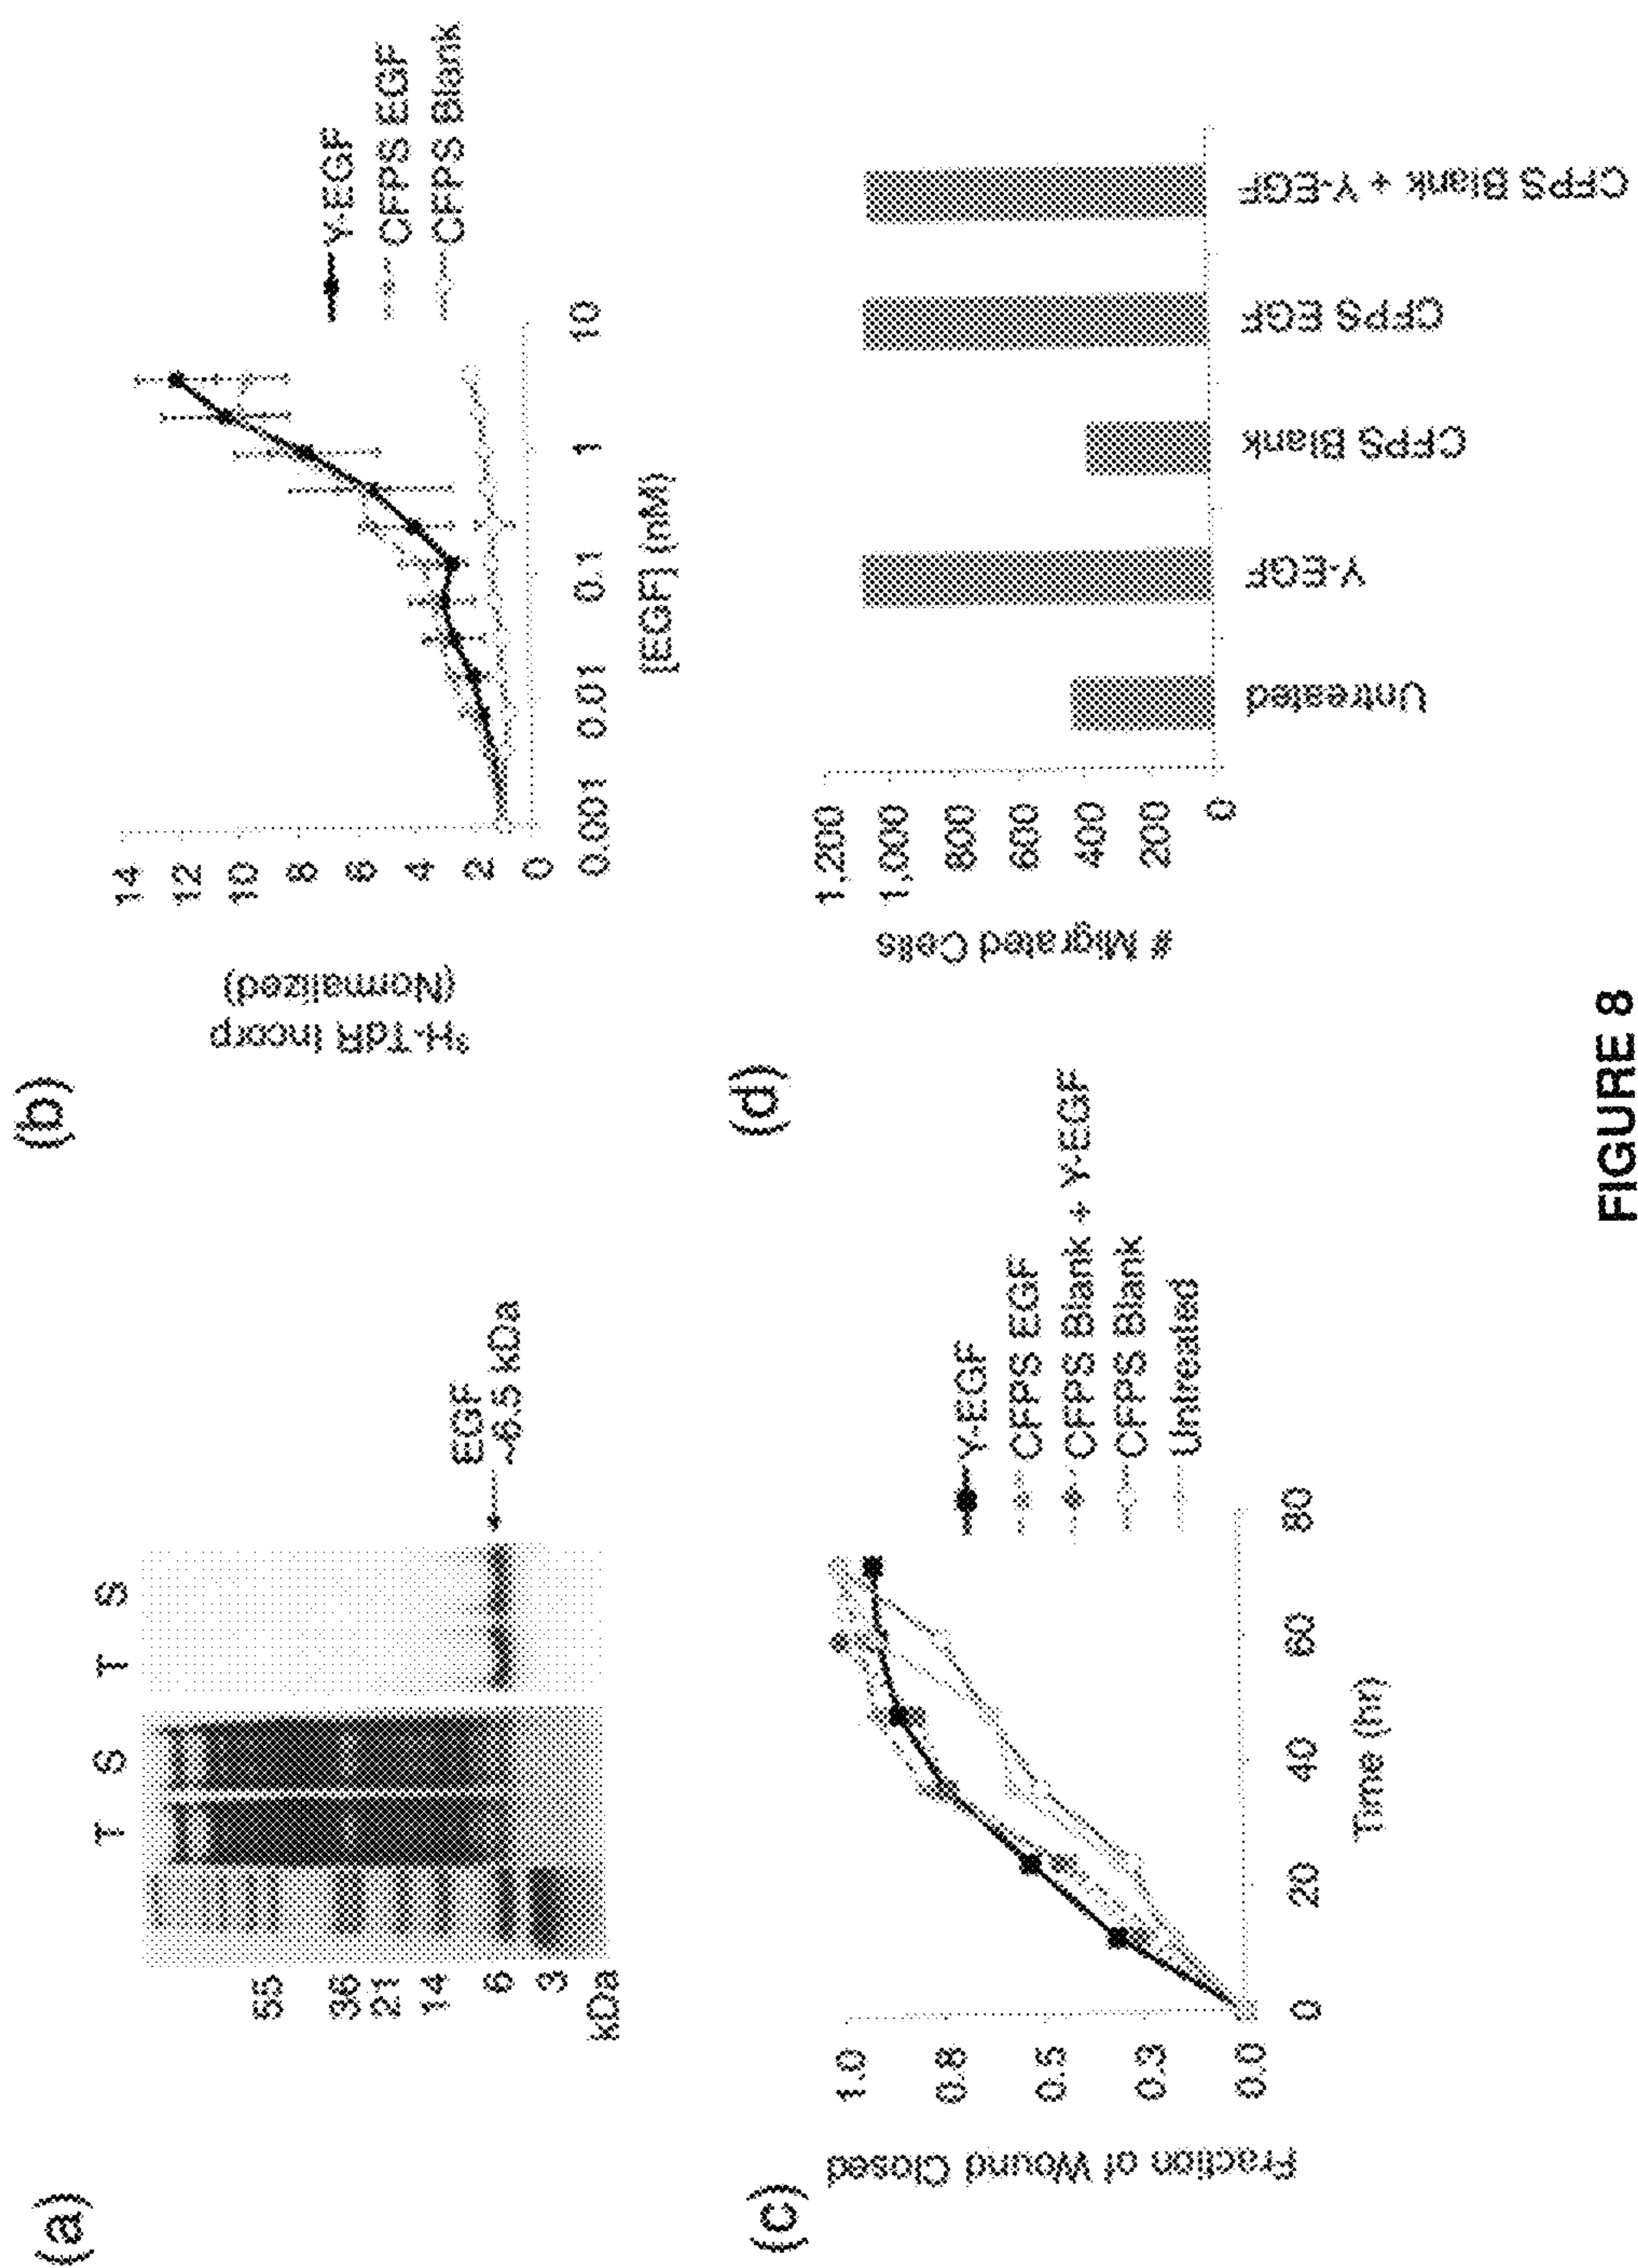 (a)
T S T S
55
36
21
14
6
3
kDa
EGF
~6.5 kDa
(b)
³H-TdR Incorp
(Normalized)
14
12
10
8
6
4
2
0
0.001 0.01 0.1 1 10
[EGF] (nM)
Y-EGF
CFPS EGF
CFPS Blank
(c)
Fraction of Wound Closed
1.0
0.8
0.5
0.3
0.0
0 20 40 60 80
Time (hr)
Y-EGF
CFPS EGF
CFPS Blank + Y-EGF
CFPS Blank
Untreated
(d)
# Migrated Cells
1,200
1,000
800
600
400
200
0
Untreated
Y-EGF
CFPS Blank
CFPS EGF
CFPS Blank + Y-EGF
FIGURE 8